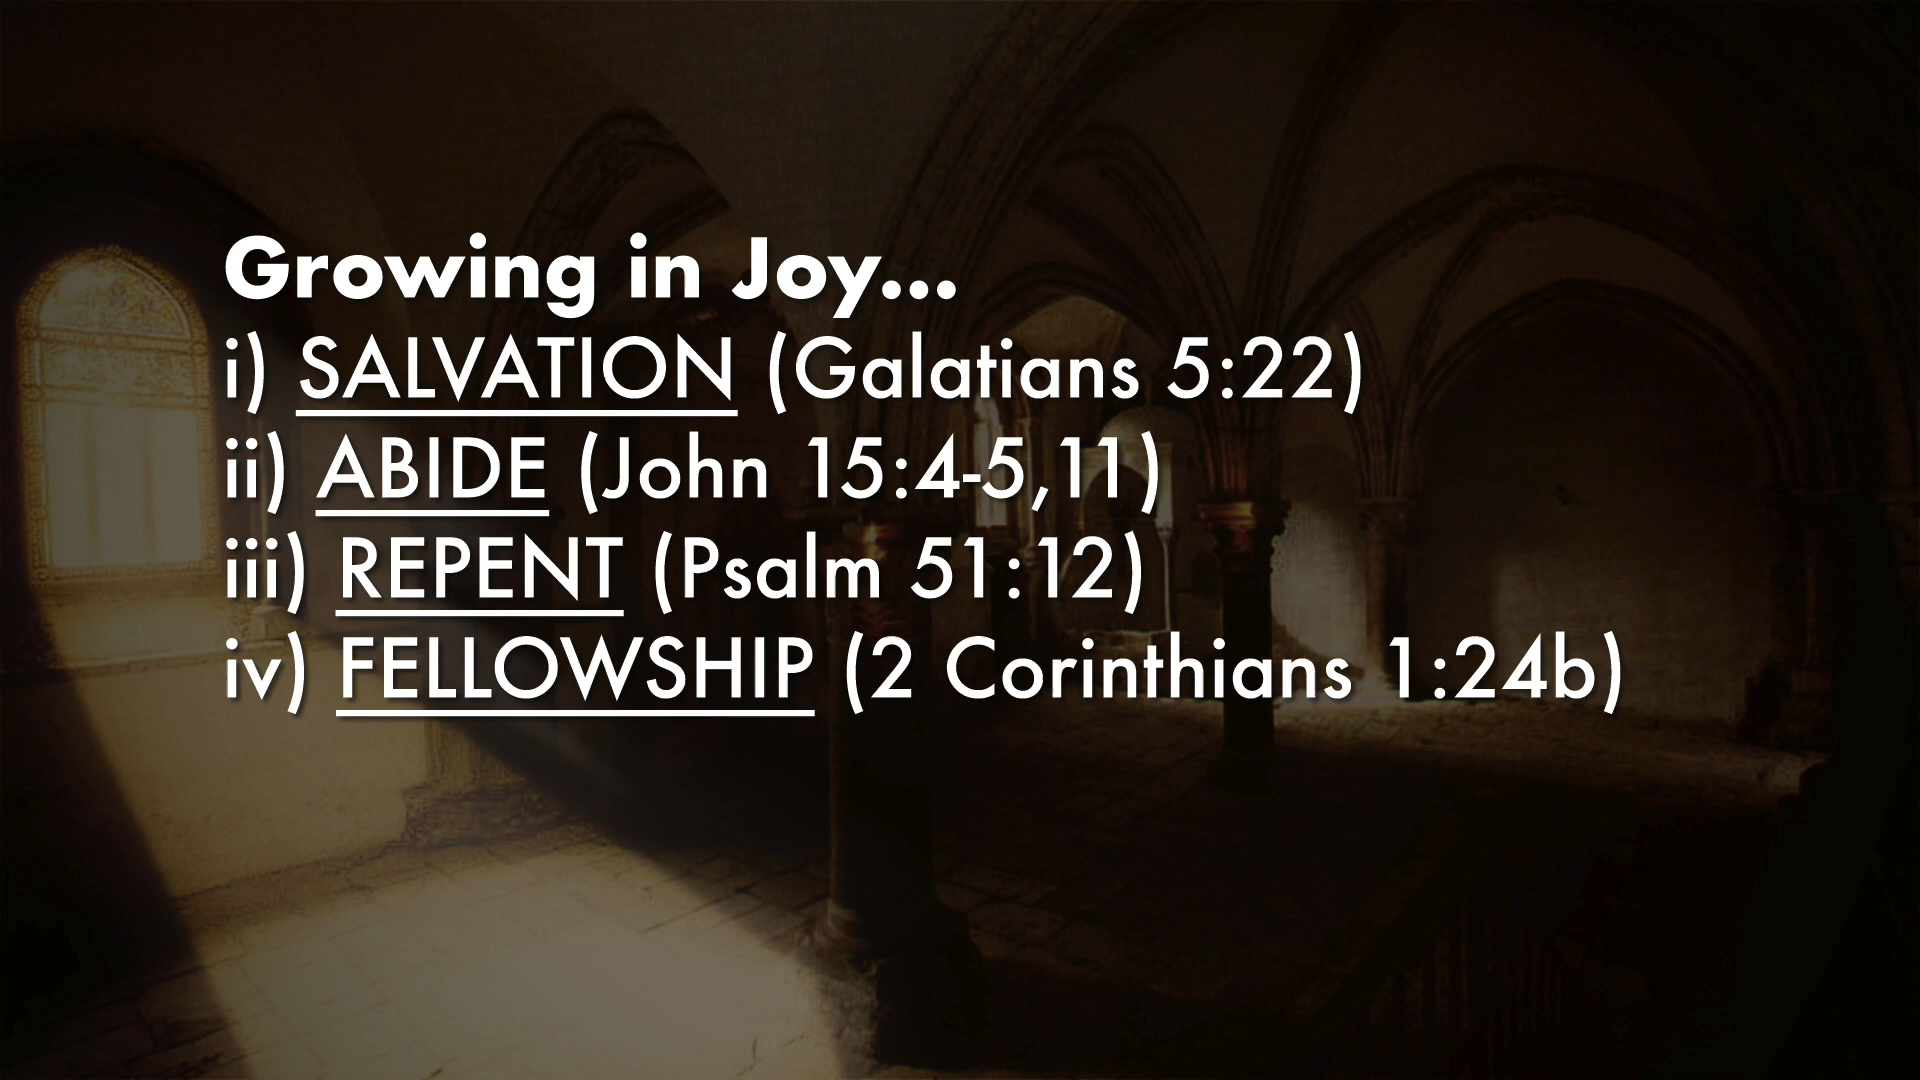 Growing in Joy...
i) SALVATION (Galatians 5:22)
ii) ABIDE (John 15:4-5,11)
iii) REPENT (Psalm 51:12)
iv) FELLOWSHIP (2 Corinthians 1:24b)